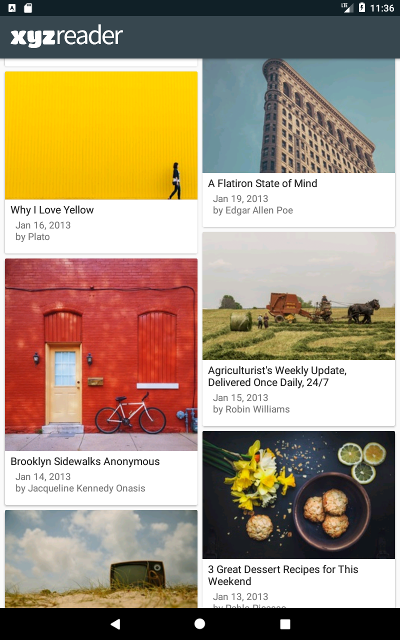 LTE 11:36
xyzreader
Why I Love Yellow
Jan 16, 2013
by Plato
A Flatiron State of Mind
Jan 19, 2013
by Edgar Allen Poe
Brooklyn Sidewalks Anonymous
Jan 14, 2013
by Jacqueline Kennedy Onasis
Agriculturist's Weekly Update,
Delivered Once Daily, 24/7
Jan 15, 2013
by Robin Williams
3 Great Dessert Recipes for This
Weekend
Jan 13, 2013
by Pablo Picasso